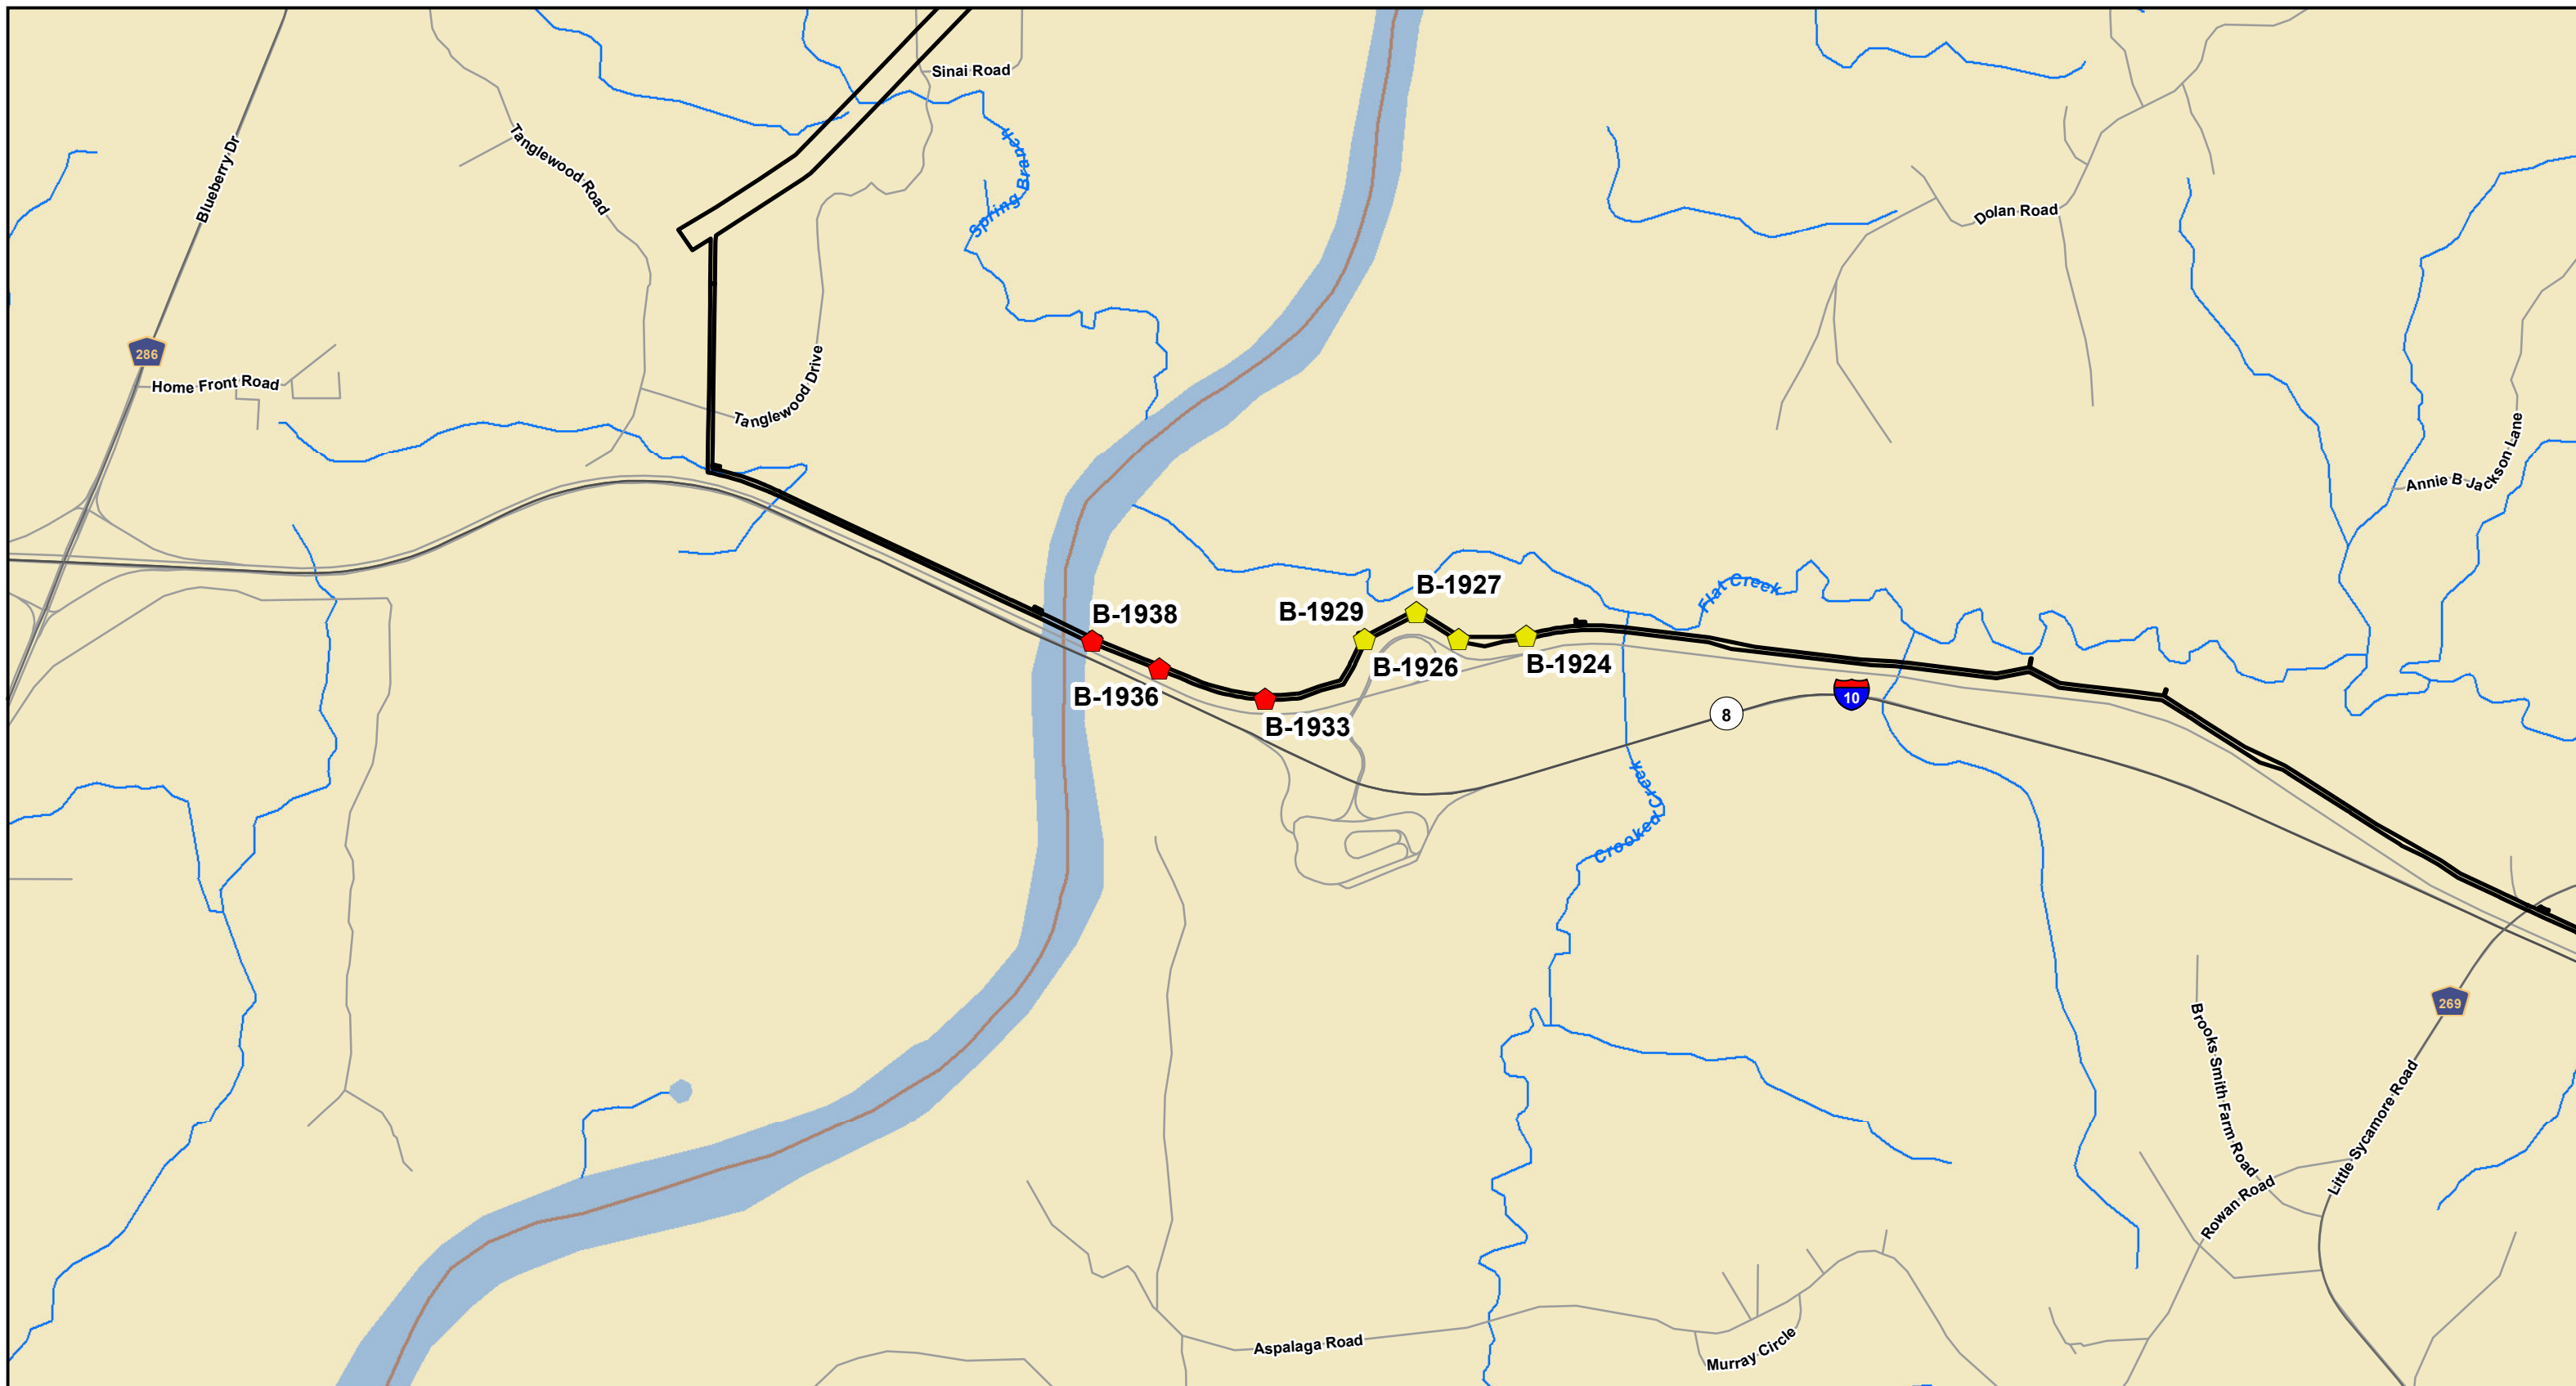 Sinai Road
Blueberry Dr
Tanglewood Road
Spring Branch
Dolan Road
286
Home Front Road
Tanglewood Drive
Annie B Jackson Lane
B-1927
B-1929
Flat Creek
B-1938
B-1926
B-1924
B-1936
B-1933
10
8
Crooked Creek
269
Brooks Smith Farm Road
Little Sycamore Road
Rowan Road
Aspalaga Road
Murray Circle